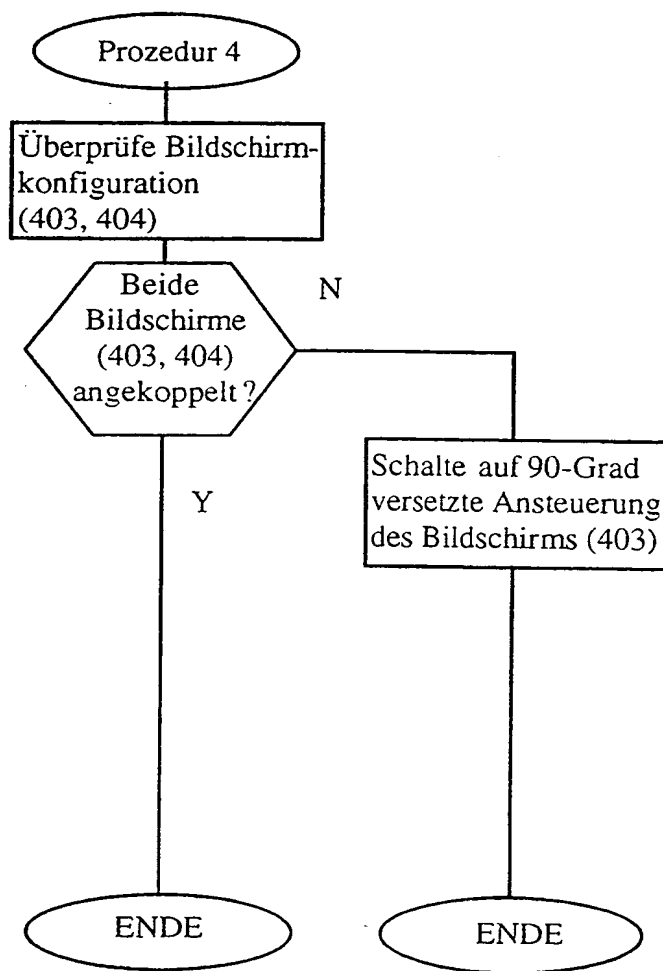 Prozedur 4
Überprüfe Bildschirm-
konfiguration
(403, 404)
Beide
Bildschirme
(403, 404)
angekoppelt?
N
Y
Schalte auf 90-Grad
versetzte Ansteuerung
des Bildschirms (403)
ENDE
ENDE